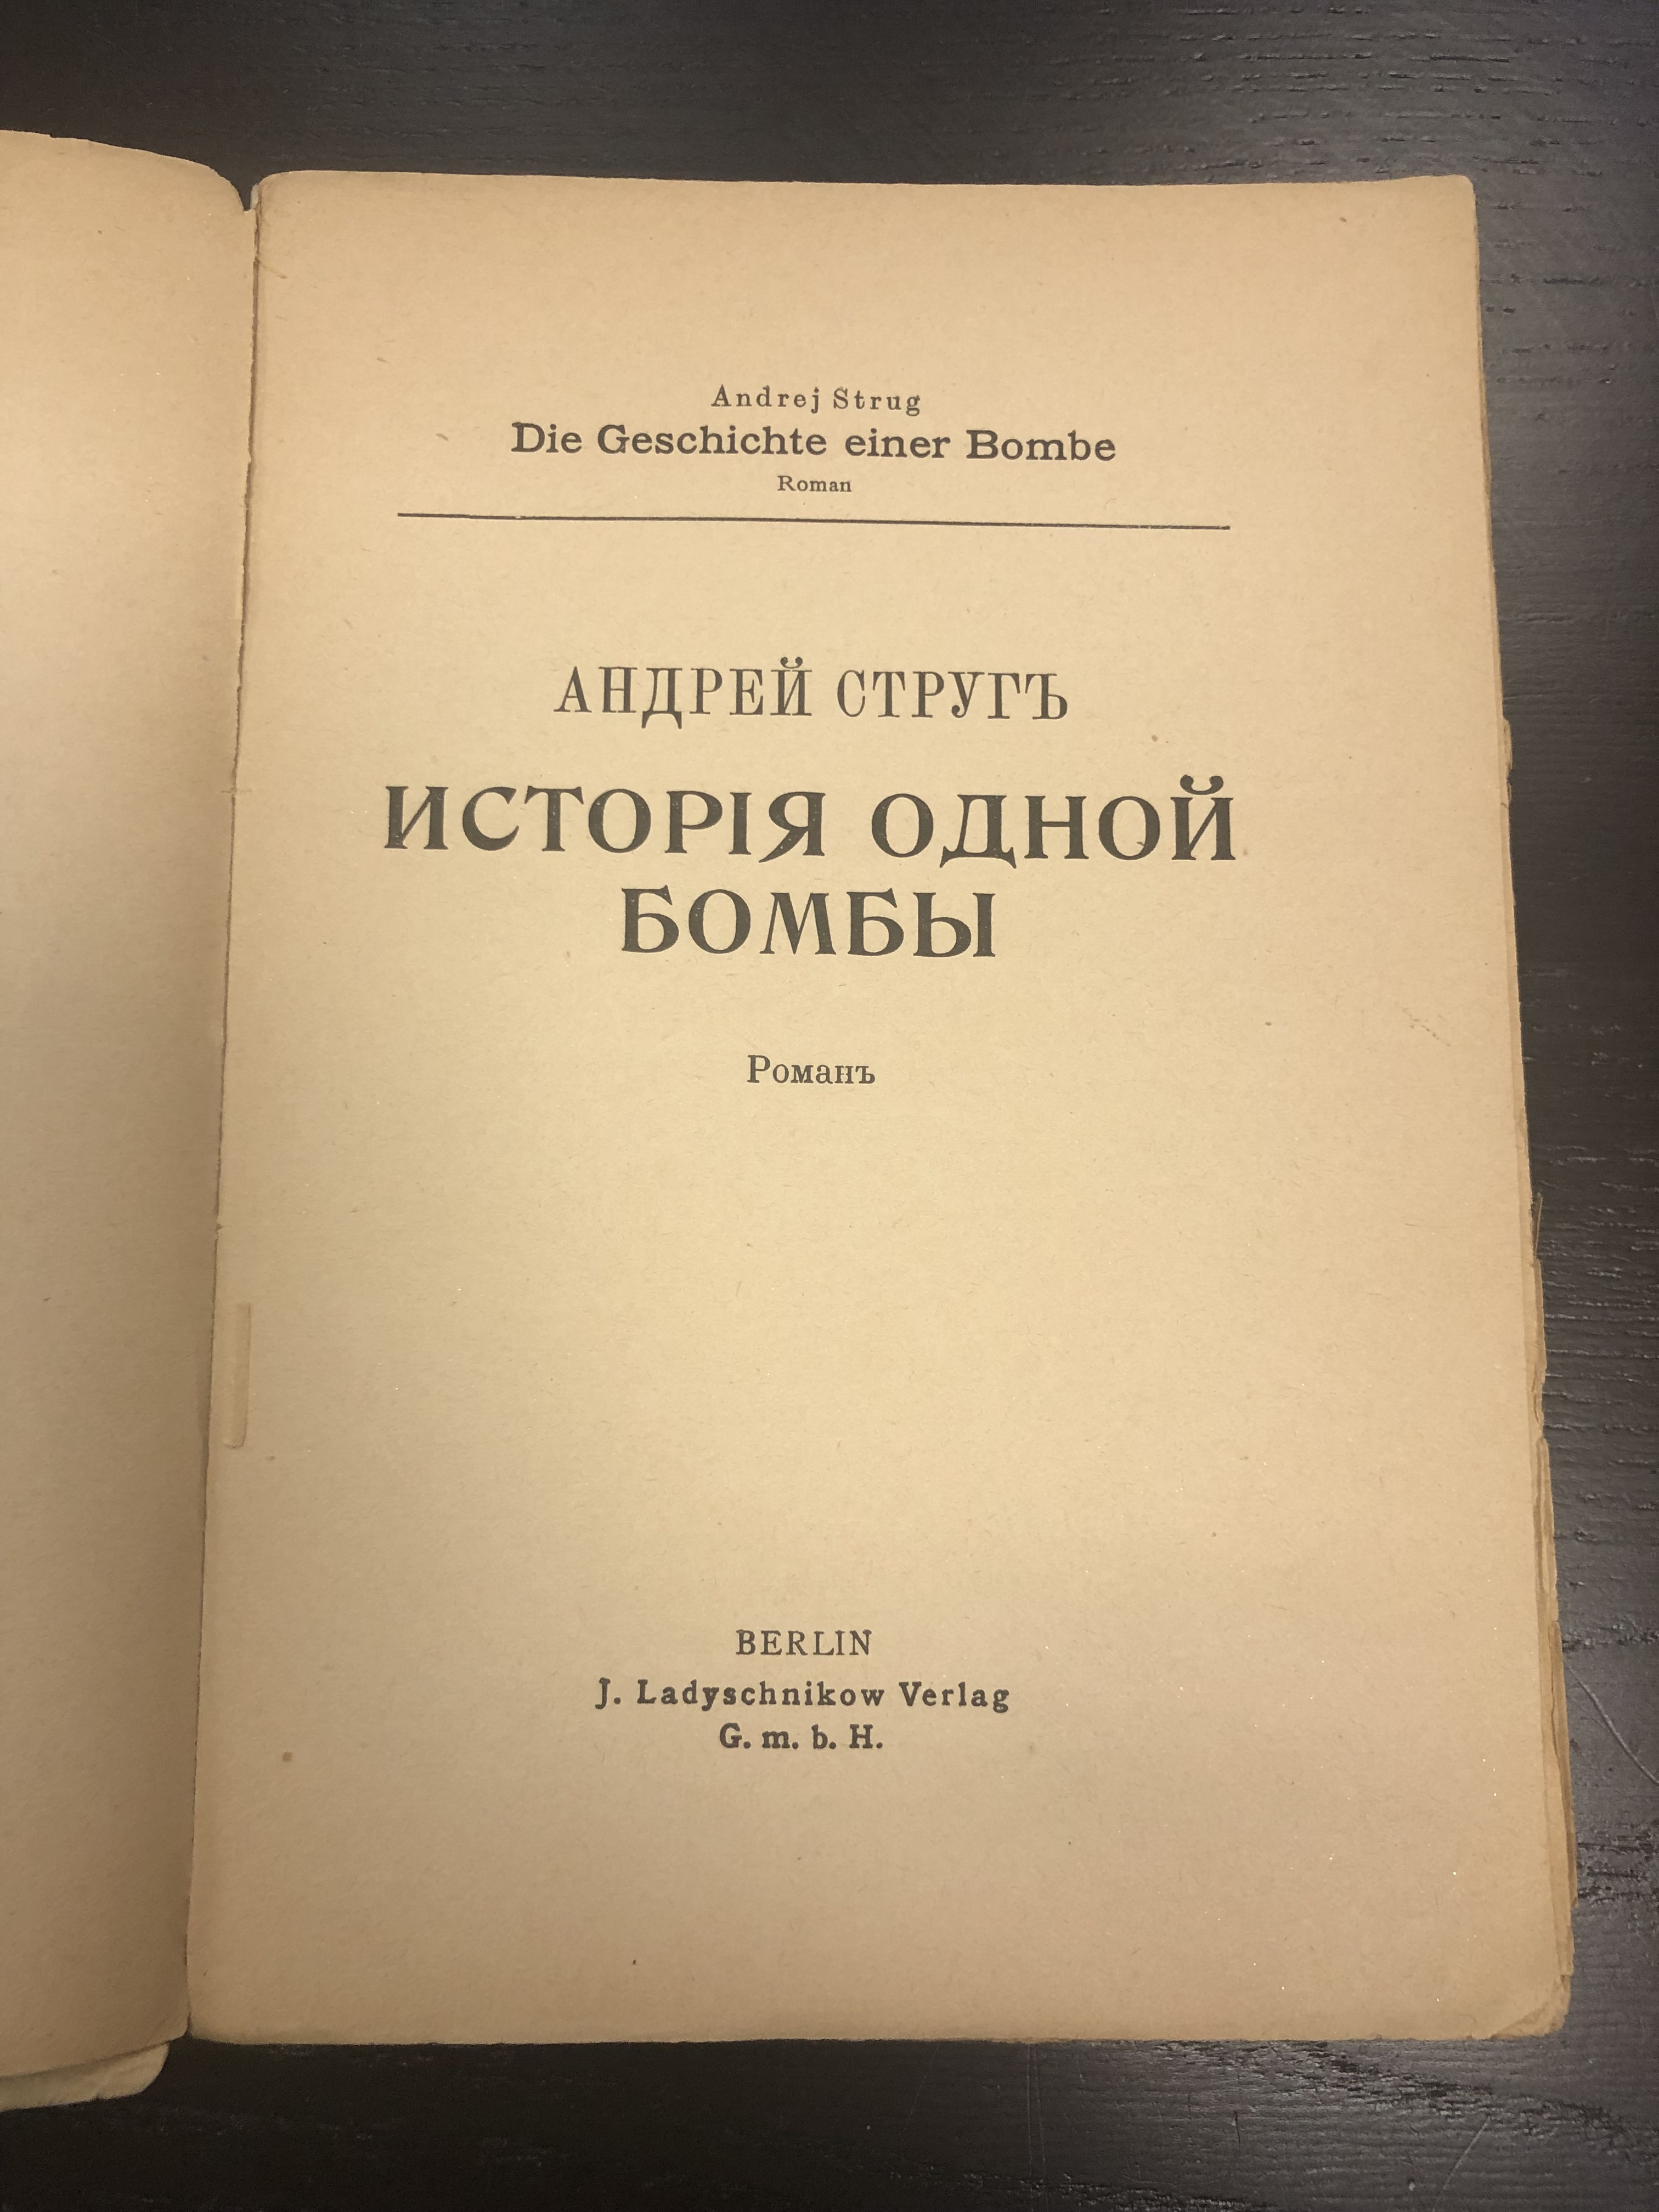 Andrej Strug
Die Geschichte einer Bombe
Roman
АНДРЕЙ СТРУГЪ
ИСТОРІЯ ОДНОЙ
БОМБЫ
Романъ
BERLIN
J. Ladyschnikow Verlag
G. m. b. H.